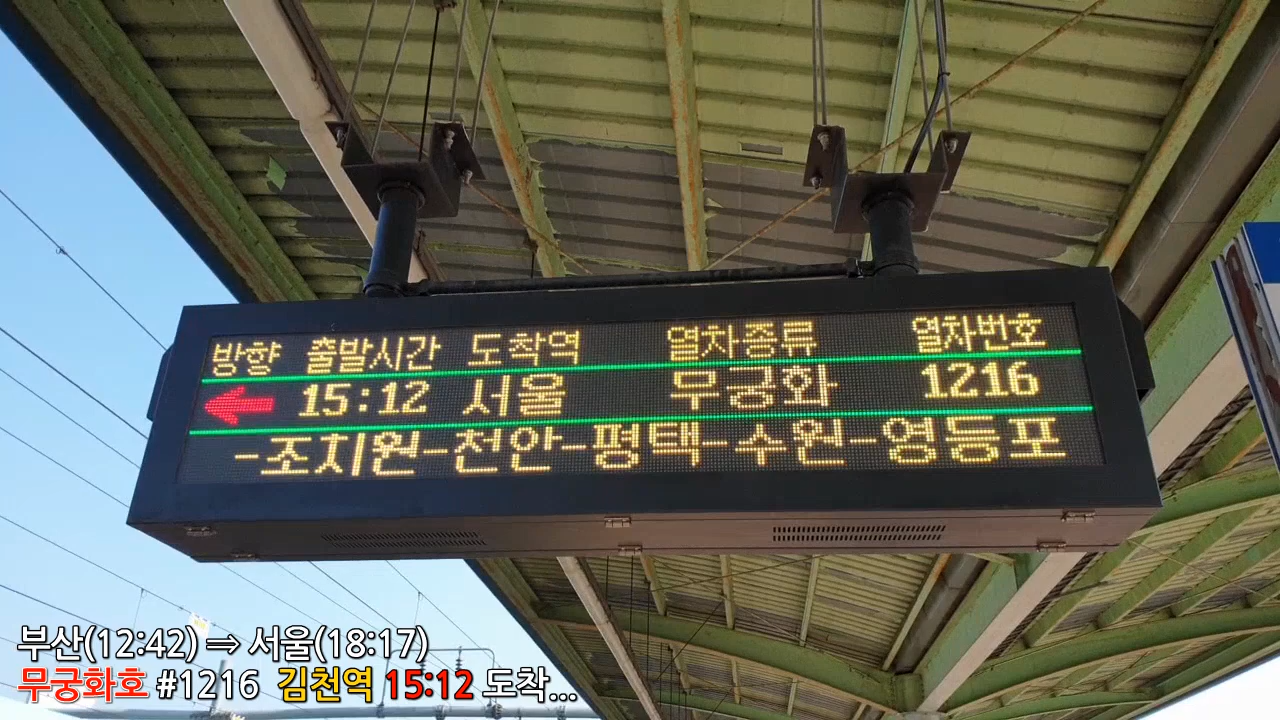 방향 출발시간 도착역 열차종류 열차번호
15:12 서울 무궁화 1216
-조치원-천안-평택-수원-영등포
부산(12:42) ⇒ 서울(18:17)
무궁화호 #1216 김천역 15:12 도착...